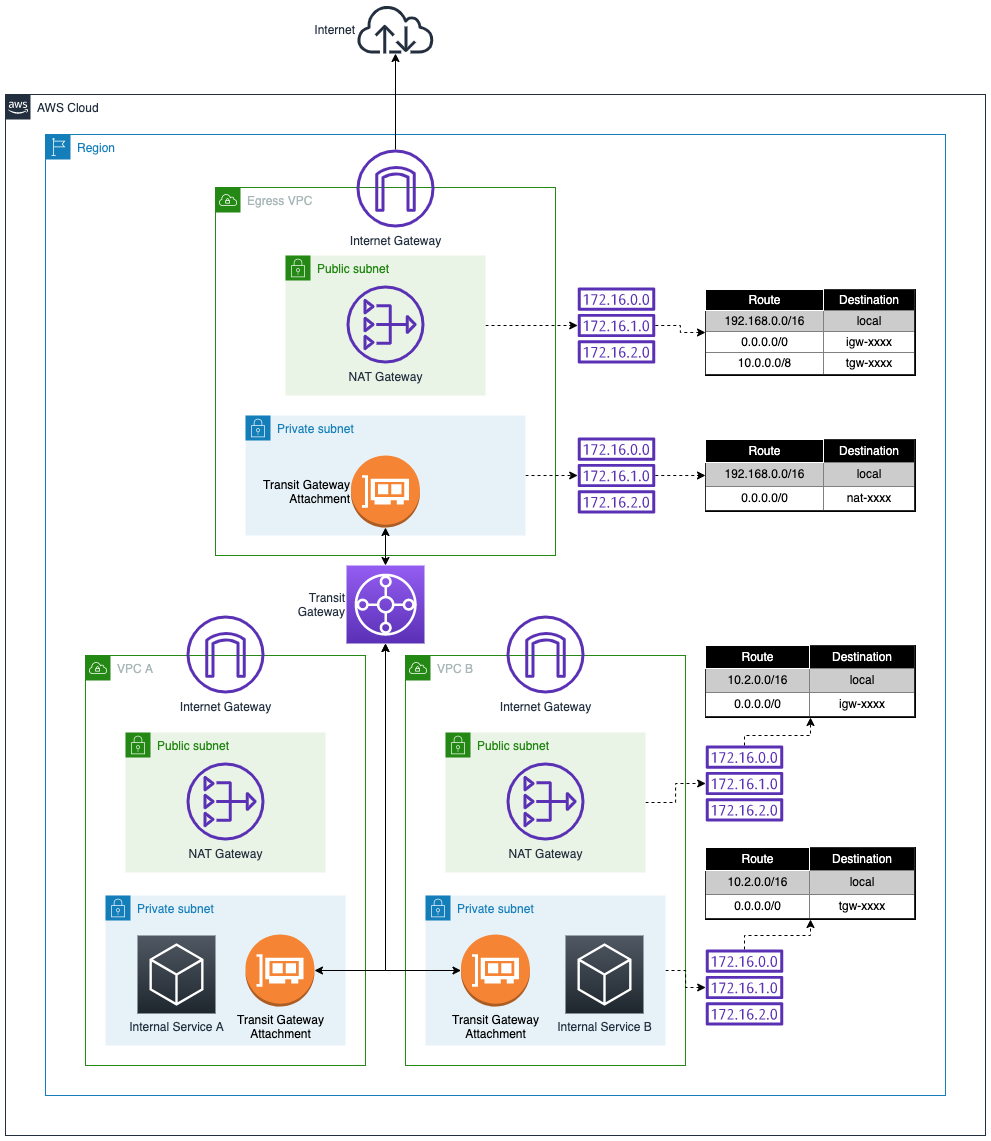 Internet
aws
AWS Cloud
Region
Egress VPC
Internet Gateway
Public subnet
NAT Gateway
172.16.0.0
172.16.1.0
172.16.2.0
Route Destination
192.168.0.0/16 local
0.0.0.0/0 igw-xxxx
10.0.0.0/8 tgw-xxxx
Private subnet
Transit Gateway
Attachment
172.16.0.0
172.16.1.0
172.16.2.0
Route Destination
192.168.0.0/16 local
0.0.0.0/0 nat-xxxx
Transit
Gateway
VPC A
Internet Gateway
Public subnet
NAT Gateway
Private subnet
Internal Service A
Transit Gateway
Attachment
VPC B
Internet Gateway
Public subnet
NAT Gateway
Private subnet
Transit Gateway
Attachment
Internal Service B
Route Destination
10.2.0.0/16 local
0.0.0.0/0 igw-xxxx
172.16.0.0
172.16.1.0
172.16.2.0
Route Destination
10.2.0.0/16 local
0.0.0.0/0 tgw-xxxx
172.16.0.0
172.16.1.0
172.16.2.0